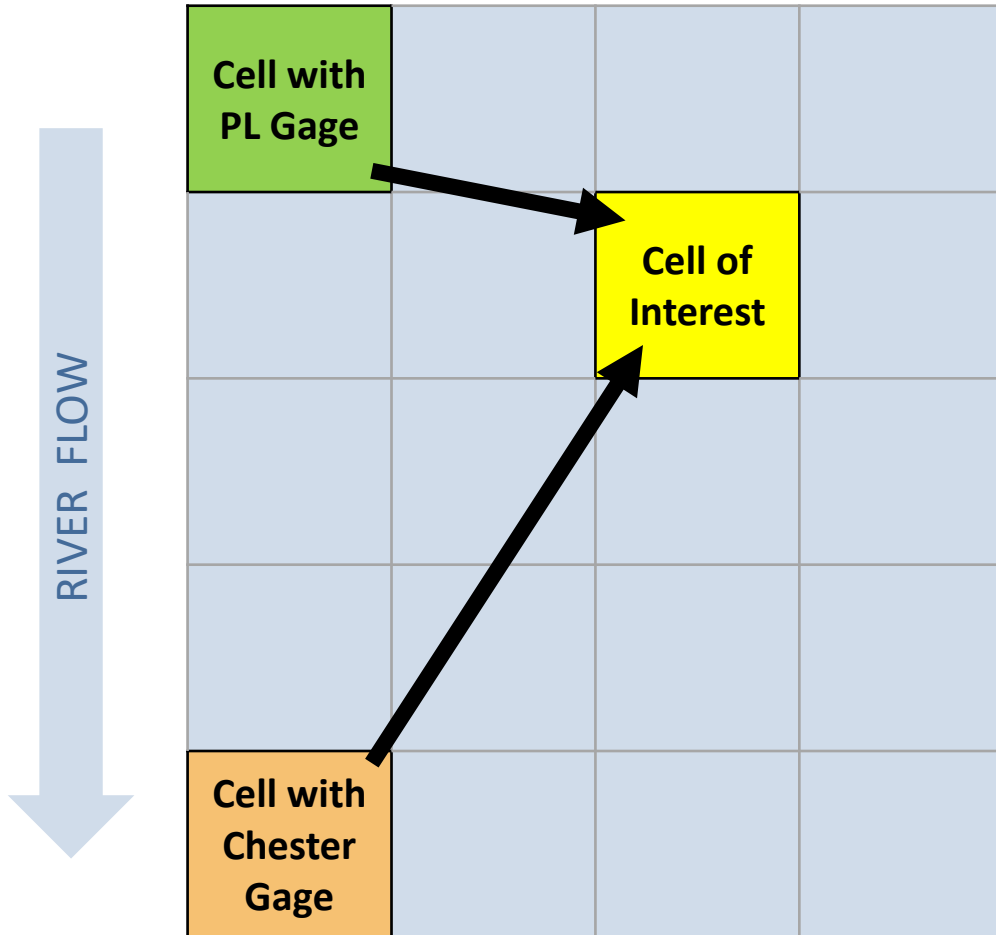 Cell with
PL Gage
Cell of
Interest
RIVER FLOW
Cell with
Chester
Gage